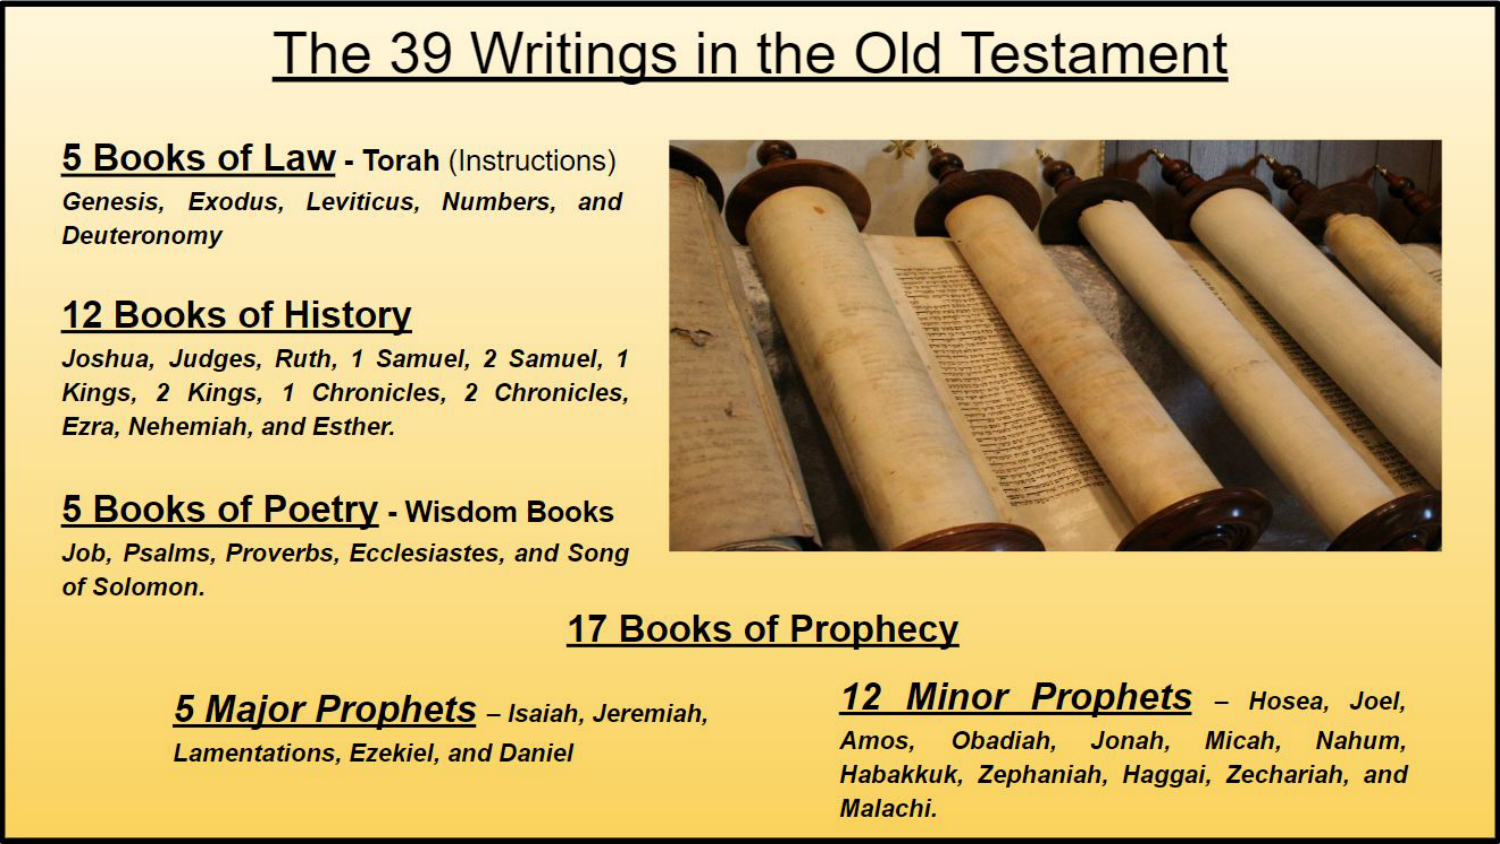 The 39 Writings in the Old Testament
5 Books of Law - Torah (Instructions)
Genesis, Exodus, Leviticus, Numbers, and
Deuteronomy
12 Books of History
Joshua, Judges, Ruth, 1 Samuel, 2 Samuel, 1
Kings, 2 Kings, 1 Chronicles, 2 Chronicles,
Ezra, Nehemiah, and Esther.
5 Books of Poetry - Wisdom Books
Job, Psalms, Proverbs, Ecclesiastes, and Song
of Solomon.
17 Books of Prophecy
5 Major Prophets – Isaiah, Jeremiah,
Lamentations, Ezekiel, and Daniel
12 Minor Prophets – Hosea, Joel,
Amos, Obadiah, Jonah, Micah, Nahum,
Habakkuk, Zephaniah, Haggai, Zechariah, and
Malachi.